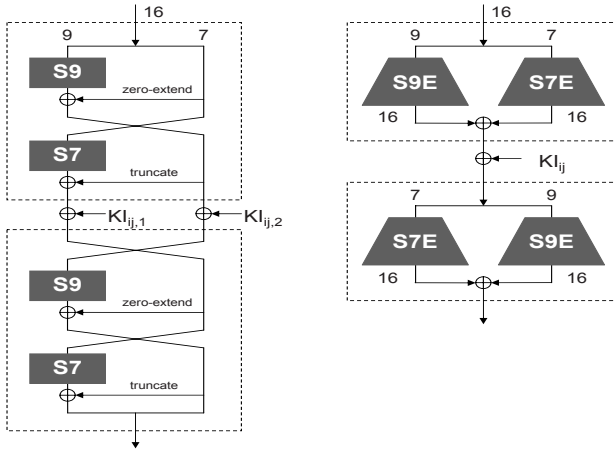 16
9 7
S9
zero-extend
S7
truncate
KIij,1 KIij,2
S9
zero-extend
S7
truncate
16
9 7
S9E S7E
16 16
KIij
7 9
S7E S9E
16 16